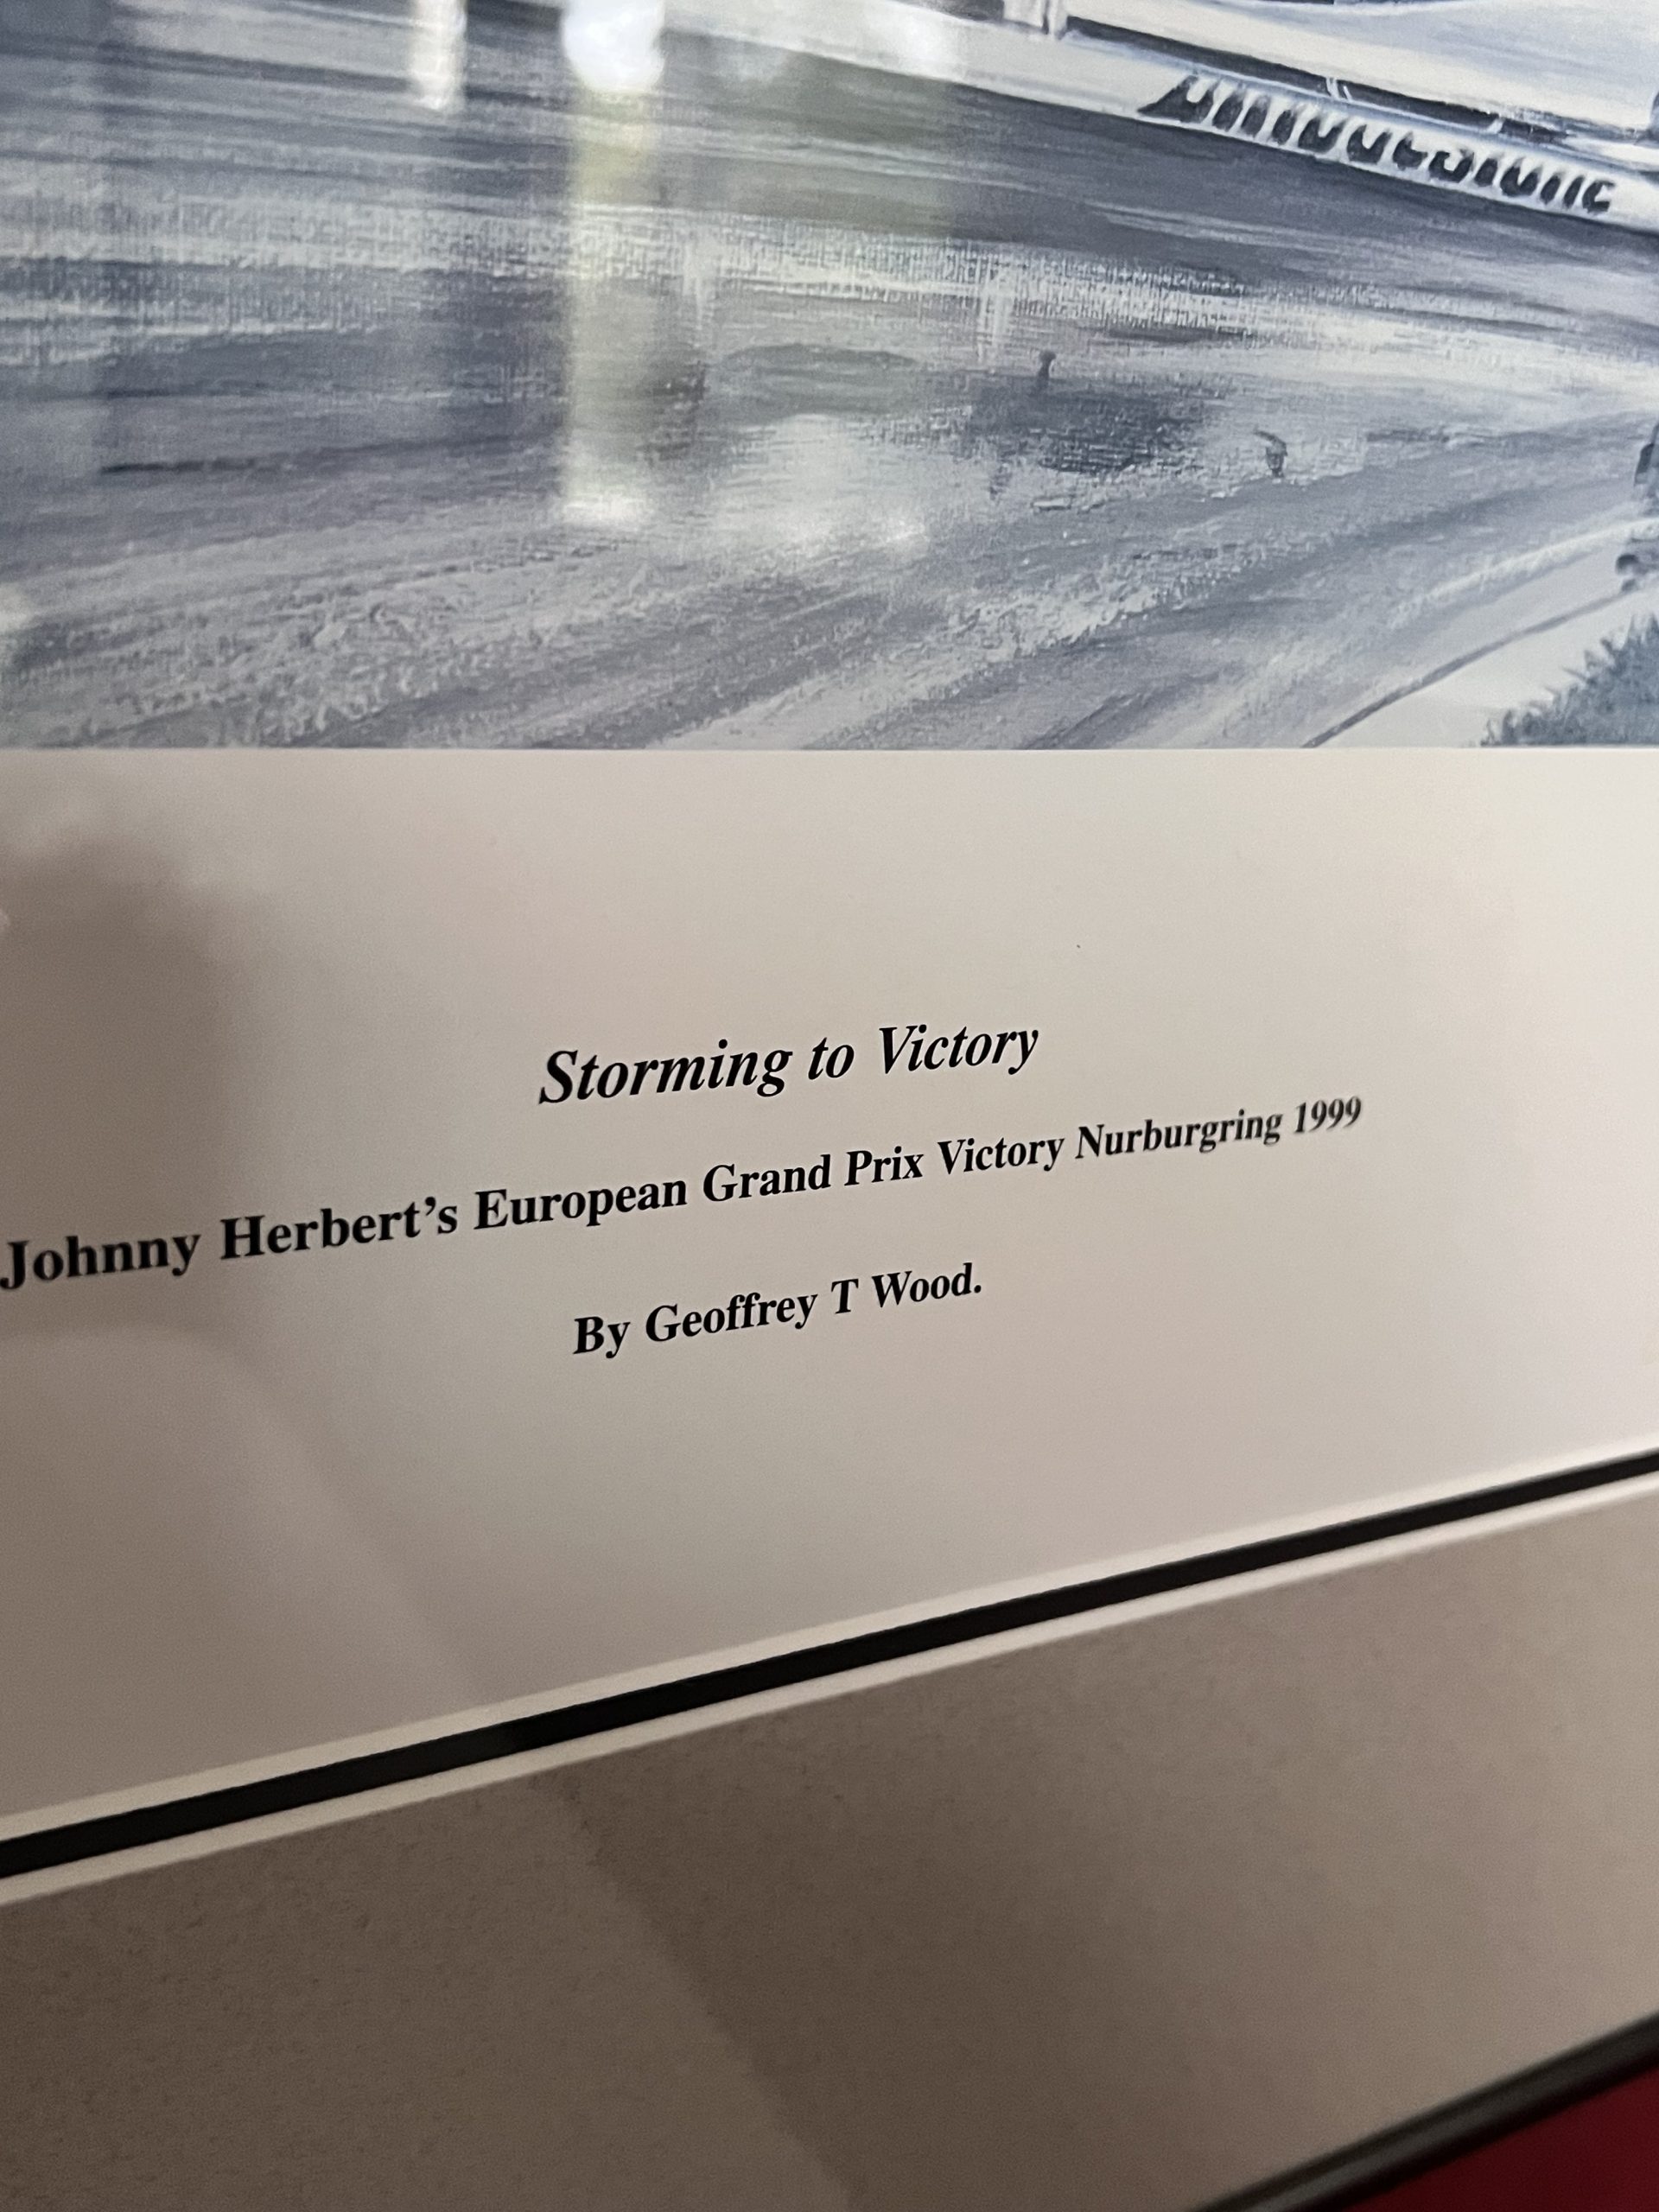 Storming to Victory
Johnny Herbert's European Grand Prix Victory Nurburgring 1999
By Geoffrey T Wood.